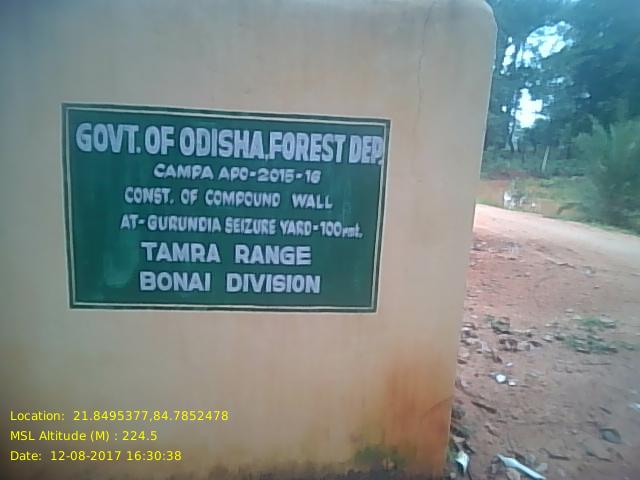 GOVT. OF ODISHA, FOREST DEP.
CAMPA APO-2015-16
CONST. OF COMPOUND WALL
AT- GURUNDIA SEIZURE YARD-100rmt.
TAMRA RANGE
BONAI DIVISION
Location: 21.8495377,84.7852478
MSL Altitude (M) : 224.5
Date: 12-08-2017 16:30:38